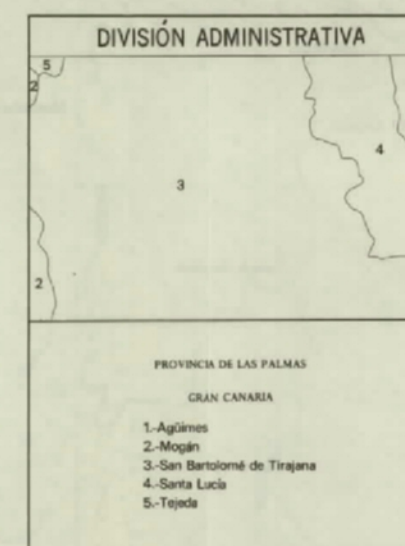 DIVISIÓN ADMINISTRATIVA
5
2
4
3
2
PROVINCIA DE LAS PALMAS
GRAN CANARIA
1.-Agüimes
2.-Mogán
3.-San Bartolomé de Tirajana
4.-Santa Lucía
5.-Tejeda